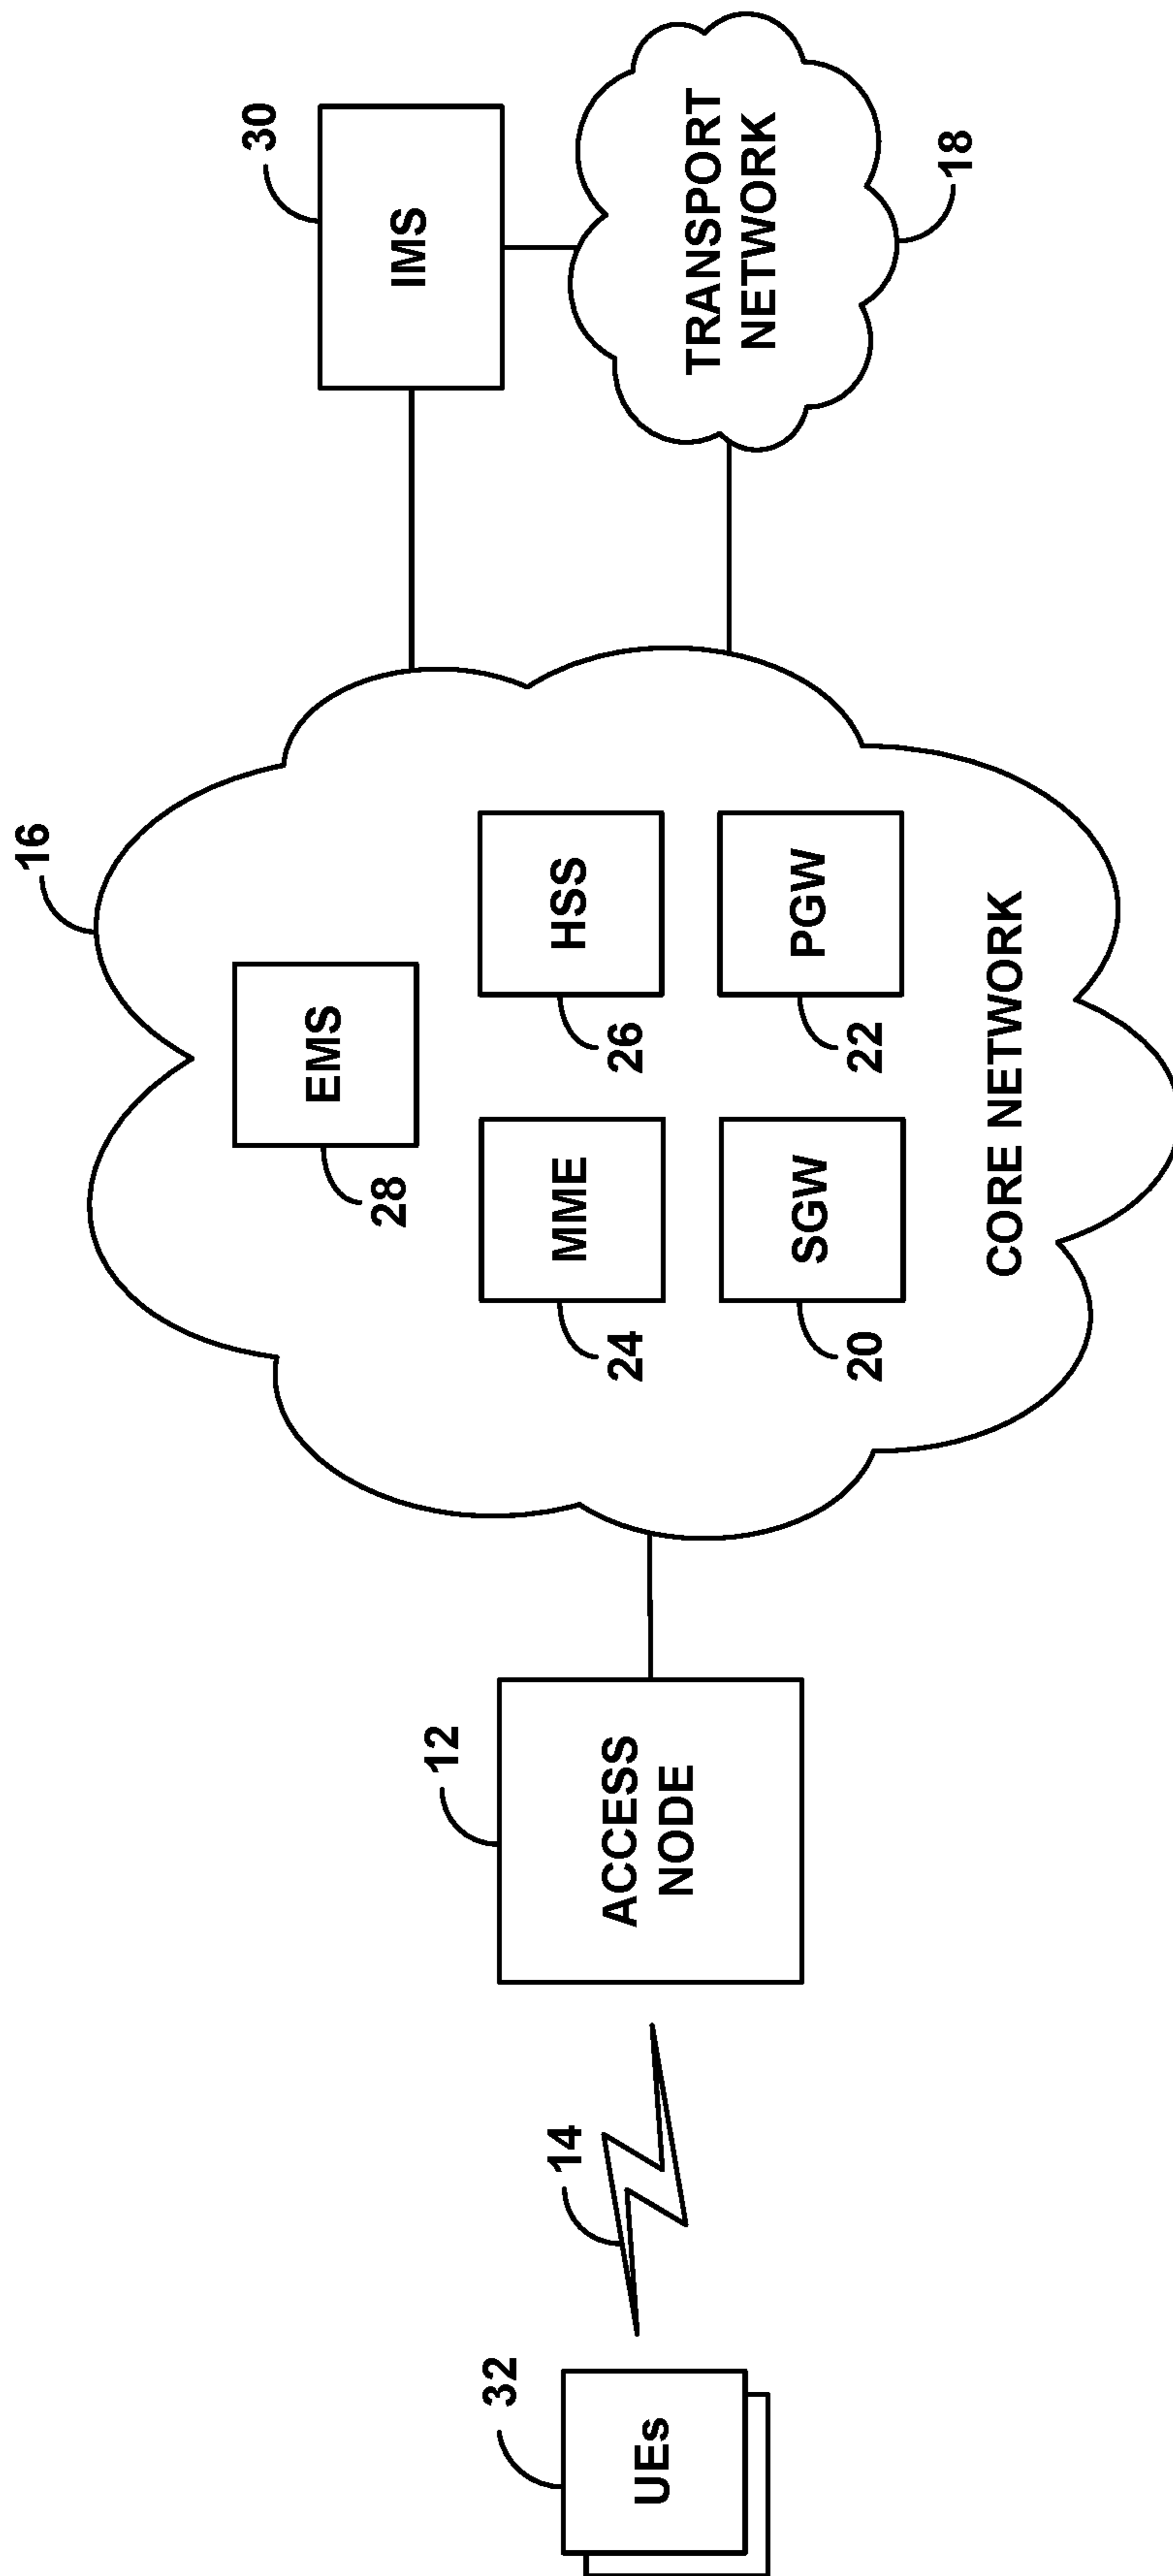 16
30
EMS
28
IMS
12
MME
24
HSS
26
32
14
UEs
ACCESS
NODE
SGW
20
PGW
22
TRANSPORT
NETWORK
18
CORE NETWORK